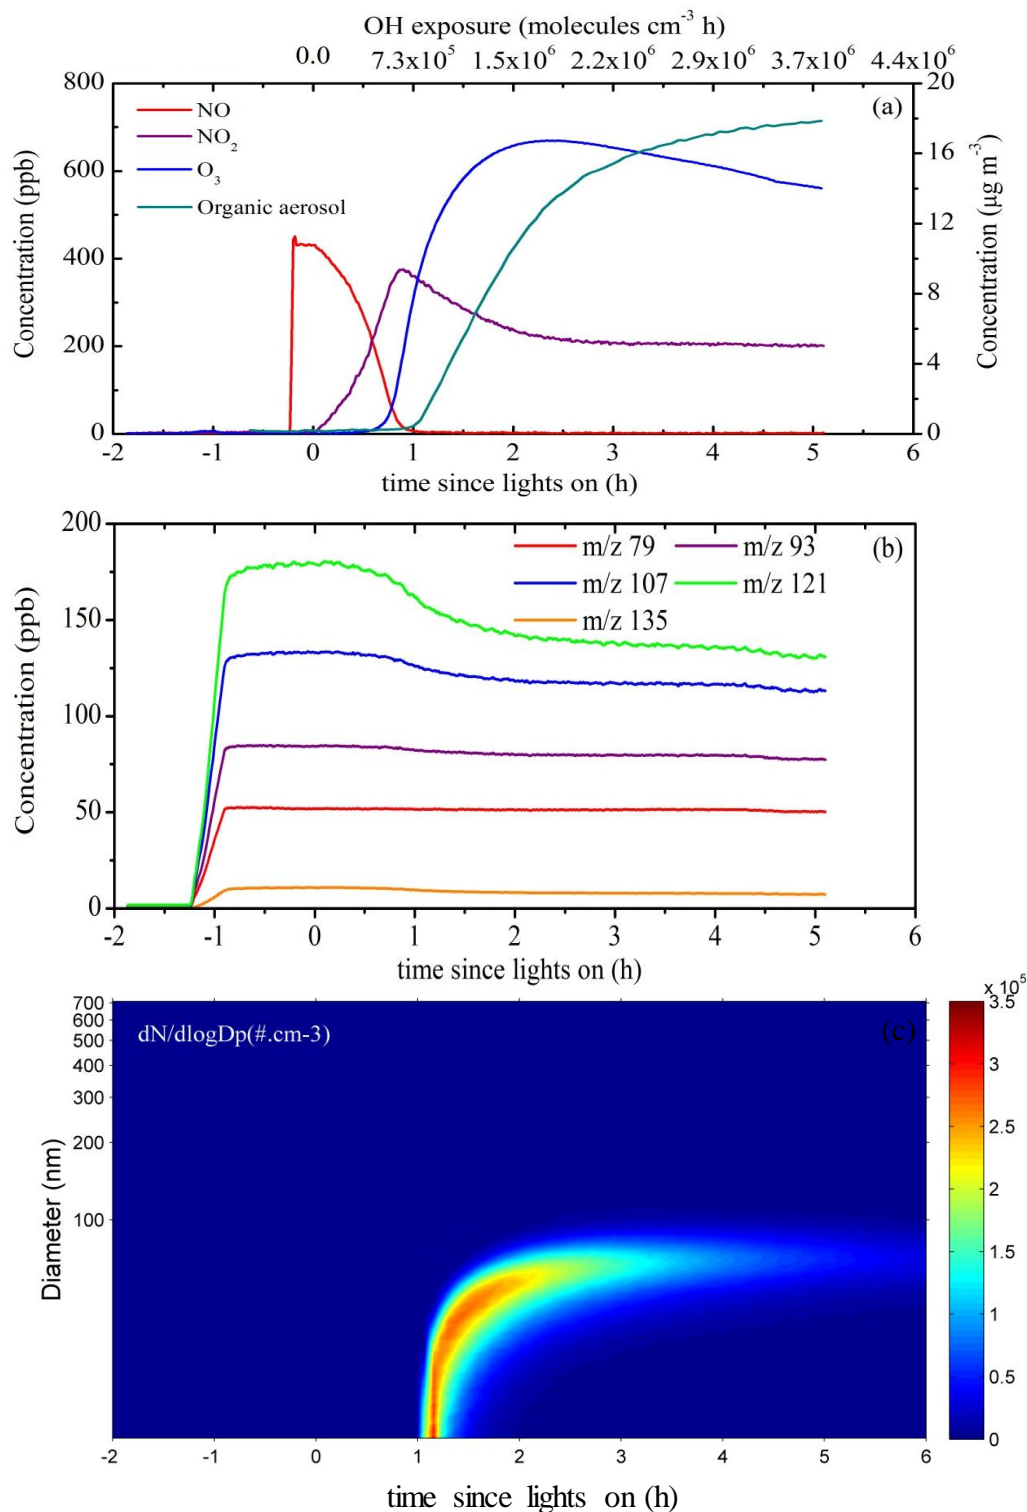 OH exposure (molecules cm⁻³ h)
0.0 7.3x10⁵ 1.5x10⁶ 2.2x10⁶ 2.9x10⁶ 3.7x10⁶ 4.4x10⁶
800 20
NO (a)
NO₂
600 O₃ 16
Organic aerosol
12
400
8
200
4
0 0
Concentration (ppb)
Concentration (µg m⁻³)
-2 -1 0 1 2 3 4 5 6
time since lights on (h)
200
m/z 79 m/z 93 (b)
m/z 107 m/z 121
m/z 135
150
100
50
0
Concentration (ppb)
-2 -1 0 1 2 3 4 5 6
time since lights on (h)
x 10⁵
700 3.5
600 dN/dlogDp(#.cm-3) (c)
500
400 3
300
2.5
200
2
100
1.5
1
0.5
0
Diameter (nm)
-2 -1 0 1 2 3 4 5 6
time since lights on (h)